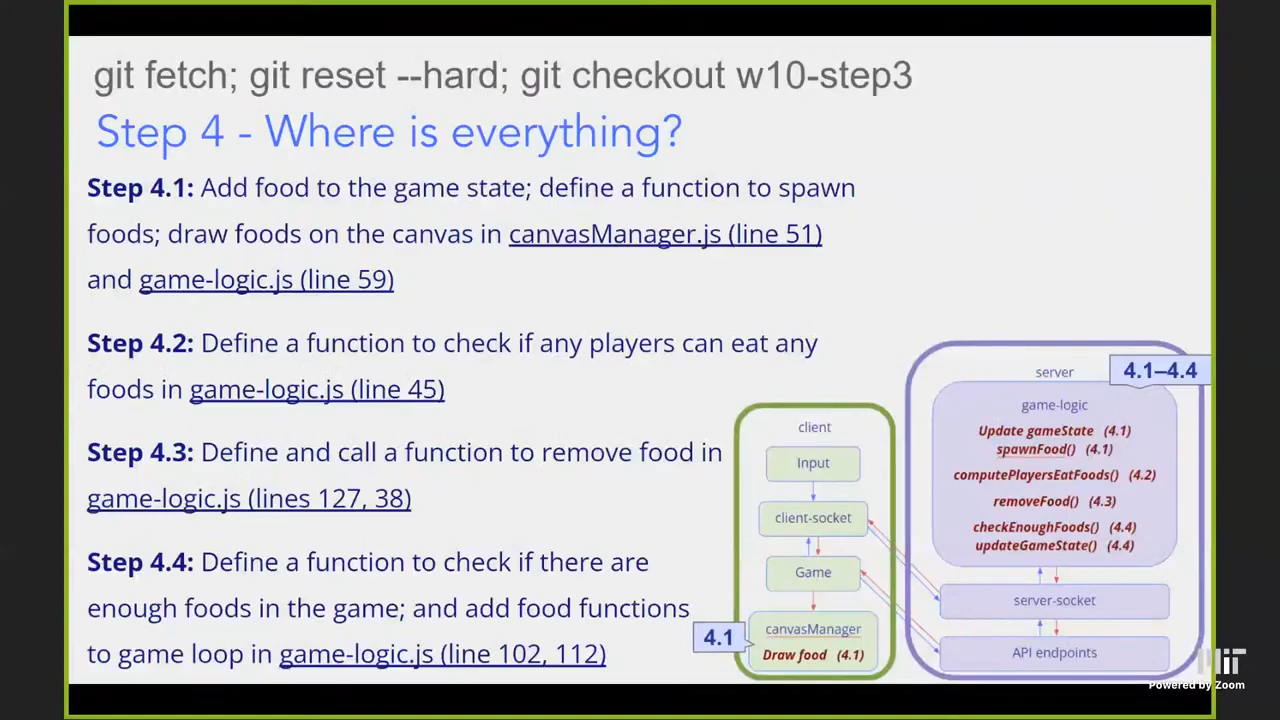 git fetch; git reset --hard; git checkout w10-step3
Step 4 - Where is everything?
Step 4.1: Add food to the game state; define a function to spawn
foods; draw foods on the canvas in canvasManager.js (line 51)
and game-logic.js (line 59)
Step 4.2: Define a function to check if any players can eat any
foods in game-logic.js (line 45)
Step 4.3: Define and call a function to remove food in
game-logic.js (lines 127, 38)
Step 4.4: Define a function to check if there are
enough foods in the game; and add food functions
to game loop in game-logic.js (line 102, 112)
client
Input
client-socket
Game
4.1
canvasManager
Draw food (4.1)
server
4.1–4.4
game-logic
Update gameState (4.1)
spawnFood() (4.1)
computePlayersEatFoods() (4.2)
removeFood() (4.3)
checkEnoughFoods() (4.4)
updateGameState() (4.4)
server-socket
API endpoints
MIT
Powered by Zoom